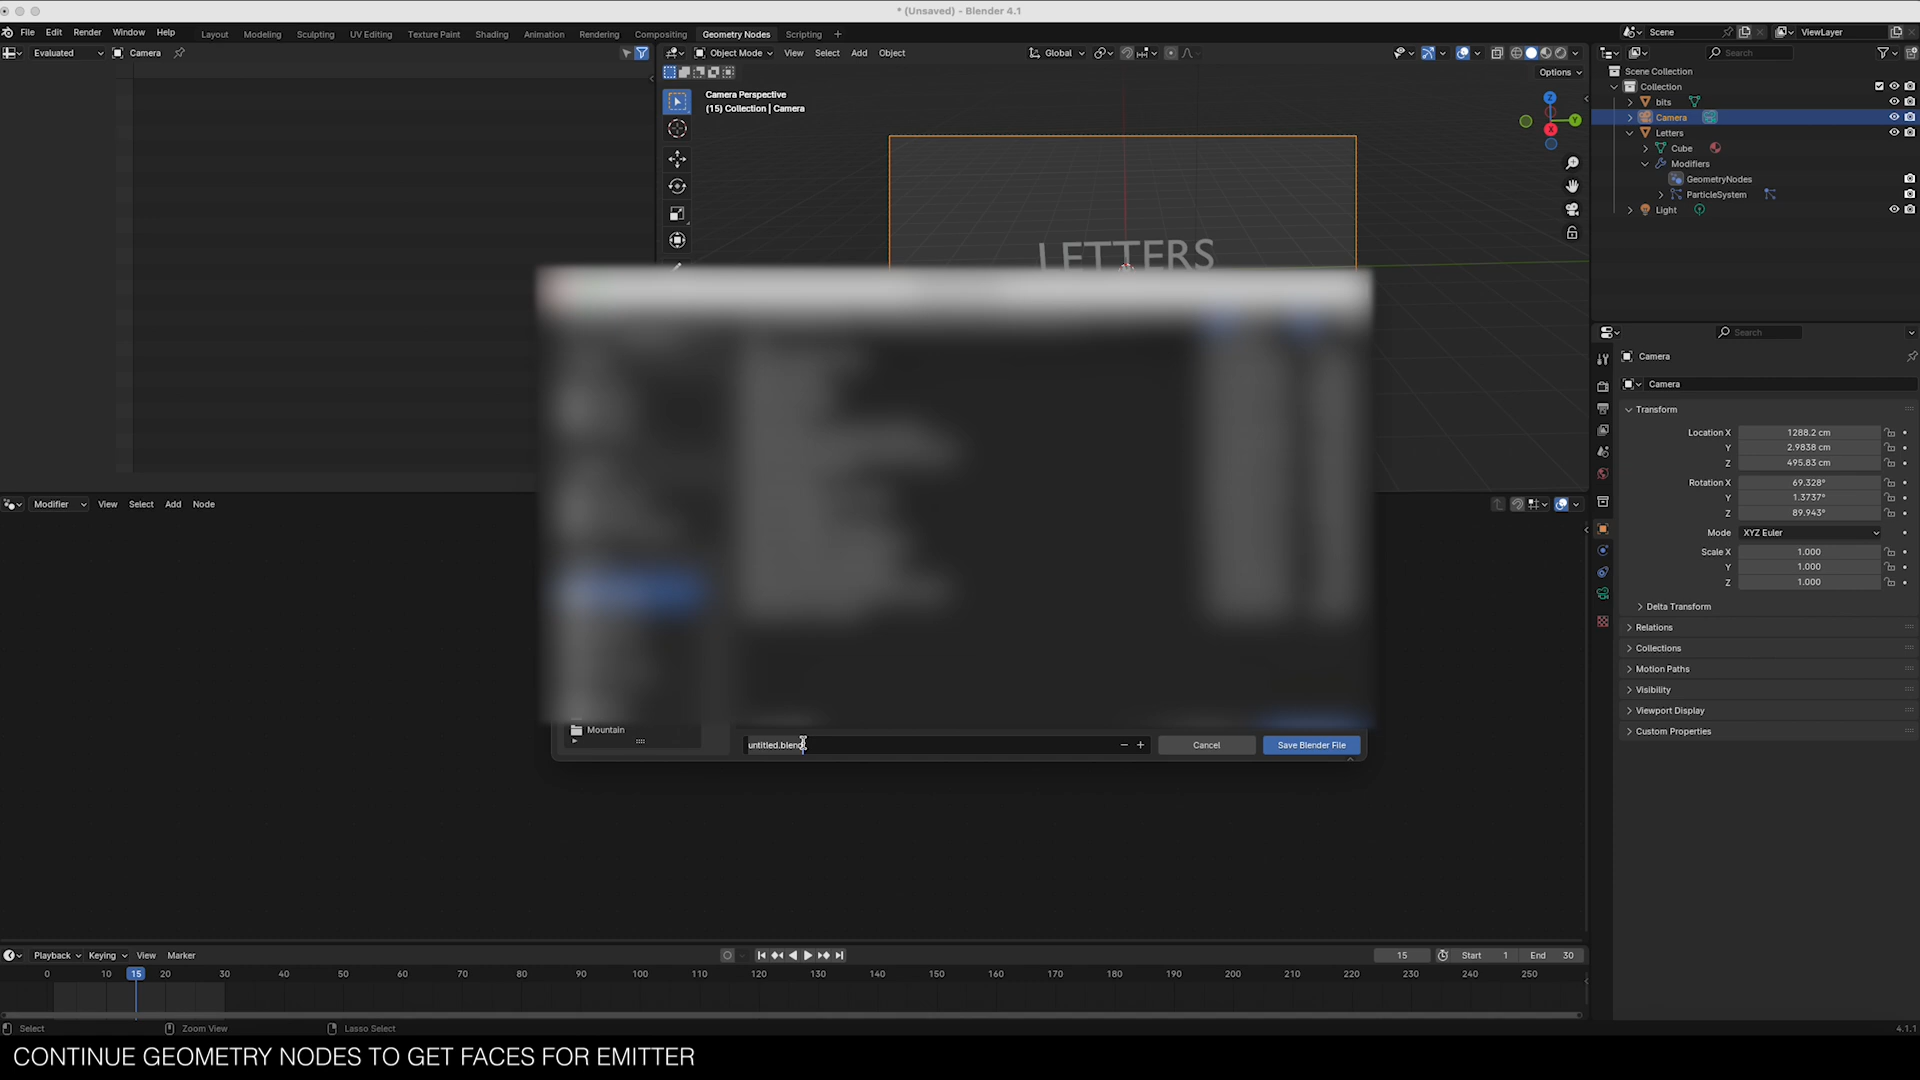 * (Unsaved) - Blender 4.1
File Edit Render Window Help
Layout Modeling Sculpting UV Editing Texture Paint Shading Animation Rendering Compositing Geometry Nodes Scripting +
Scene
ViewLayer
Evaluated
Camera
Object Mode
View Select Add Object
Global
Search
Options
Camera Perspective
(15) Collection | Camera
LETTERS
Z
Y
X
Scene Collection
Collection
bits
Camera
Letters
Cube
Modifiers
GeometryNodes
ParticleSystem
Light
Search
Camera
Camera
Transform
Location X 1288.2 cm
Y 2.9838 cm
Z 495.83 cm
Rotation X 69.328°
Y 1.3737°
Z 89.943°
Mode XYZ Euler
Scale X 1.000
Y 1.000
Z 1.000
Delta Transform
Relations
Collections
Motion Paths
Visibility
Viewport Display
Custom Properties
Modifier View Select Add Node
Mountain
untitled.blend
Cancel
Save Blender File
Playback Keying View Marker
15
Start 1
End 30
0 10 15 20 30 40 50 60 70 80 90 100 110 120 130 140 150 160 170 180 190 200 210 220 230 240 250
Select
Zoom View
Lasso Select
4.1.1
CONTINUE GEOMETRY NODES TO GET FACES FOR EMITTER